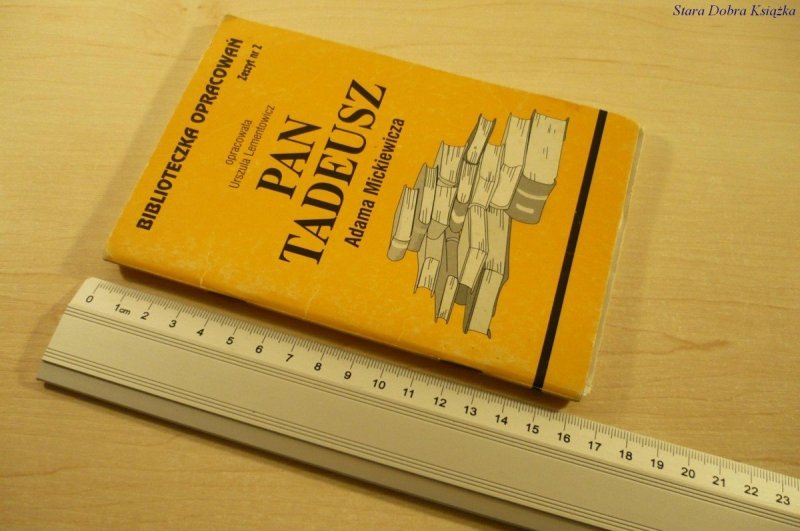 Stara Dobra Książka
BIBLIOTECZKA OPRACOWAŃ
Zeszyt nr 2
opracowała
Urszula Lementowicz
PAN
TADEUSZ
Adama Mickiewicza
0 1cm 2 3 4 5 6 7 8 9 10 11 12 13 14 15 16 17 18 19 20 21 22 23